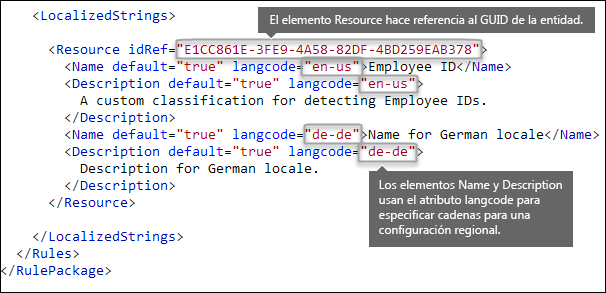 <LocalizedStrings>
El elemento Resource hace referencia al GUID de la entidad.
<Resource idRef="E1CC861E-3FE9-4A58-82DF-4BD259EAB378">
<Name default="true" langcode="en-us">Employee ID</Name>
<Description default="true" langcode="en-us">
A custom classification for detecting Employee IDs.
</Description>
<Name default="true" langcode="de-de">Name for German locale</Name>
<Description default="true" langcode="de-de">
Description for German locale.
</Description>
</Resource>
Los elementos Name y Description
usan el atributo langcode para
especificar cadenas para una
configuración regional.
</LocalizedStrings>
</Rules>
</RulePackage>